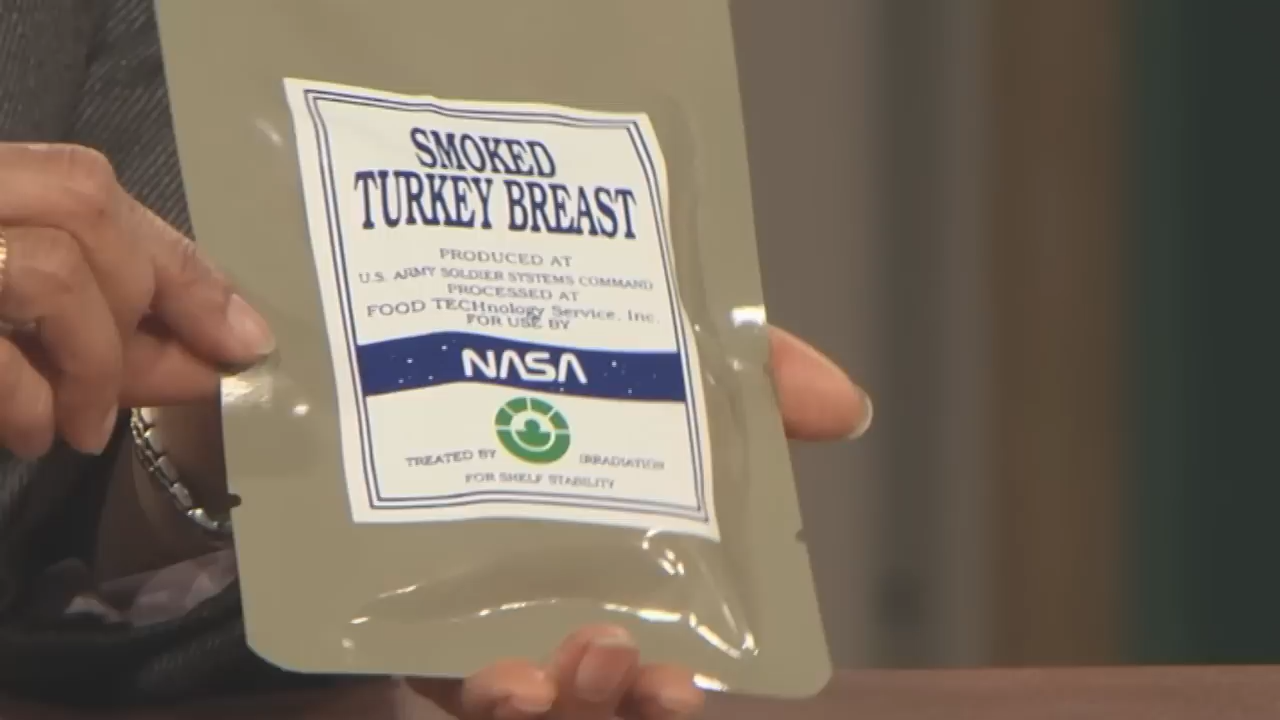 SMOKED
TURKEY BREAST
PRODUCED AT
U.S. ARMY SOLDIER SYSTEMS COMMAND
PROCESSED AT
FOOD TECHnology Service, Inc.
FOR USE BY
NASA
TREATED BY IRRADIATION
FOR SHELF STABILITY